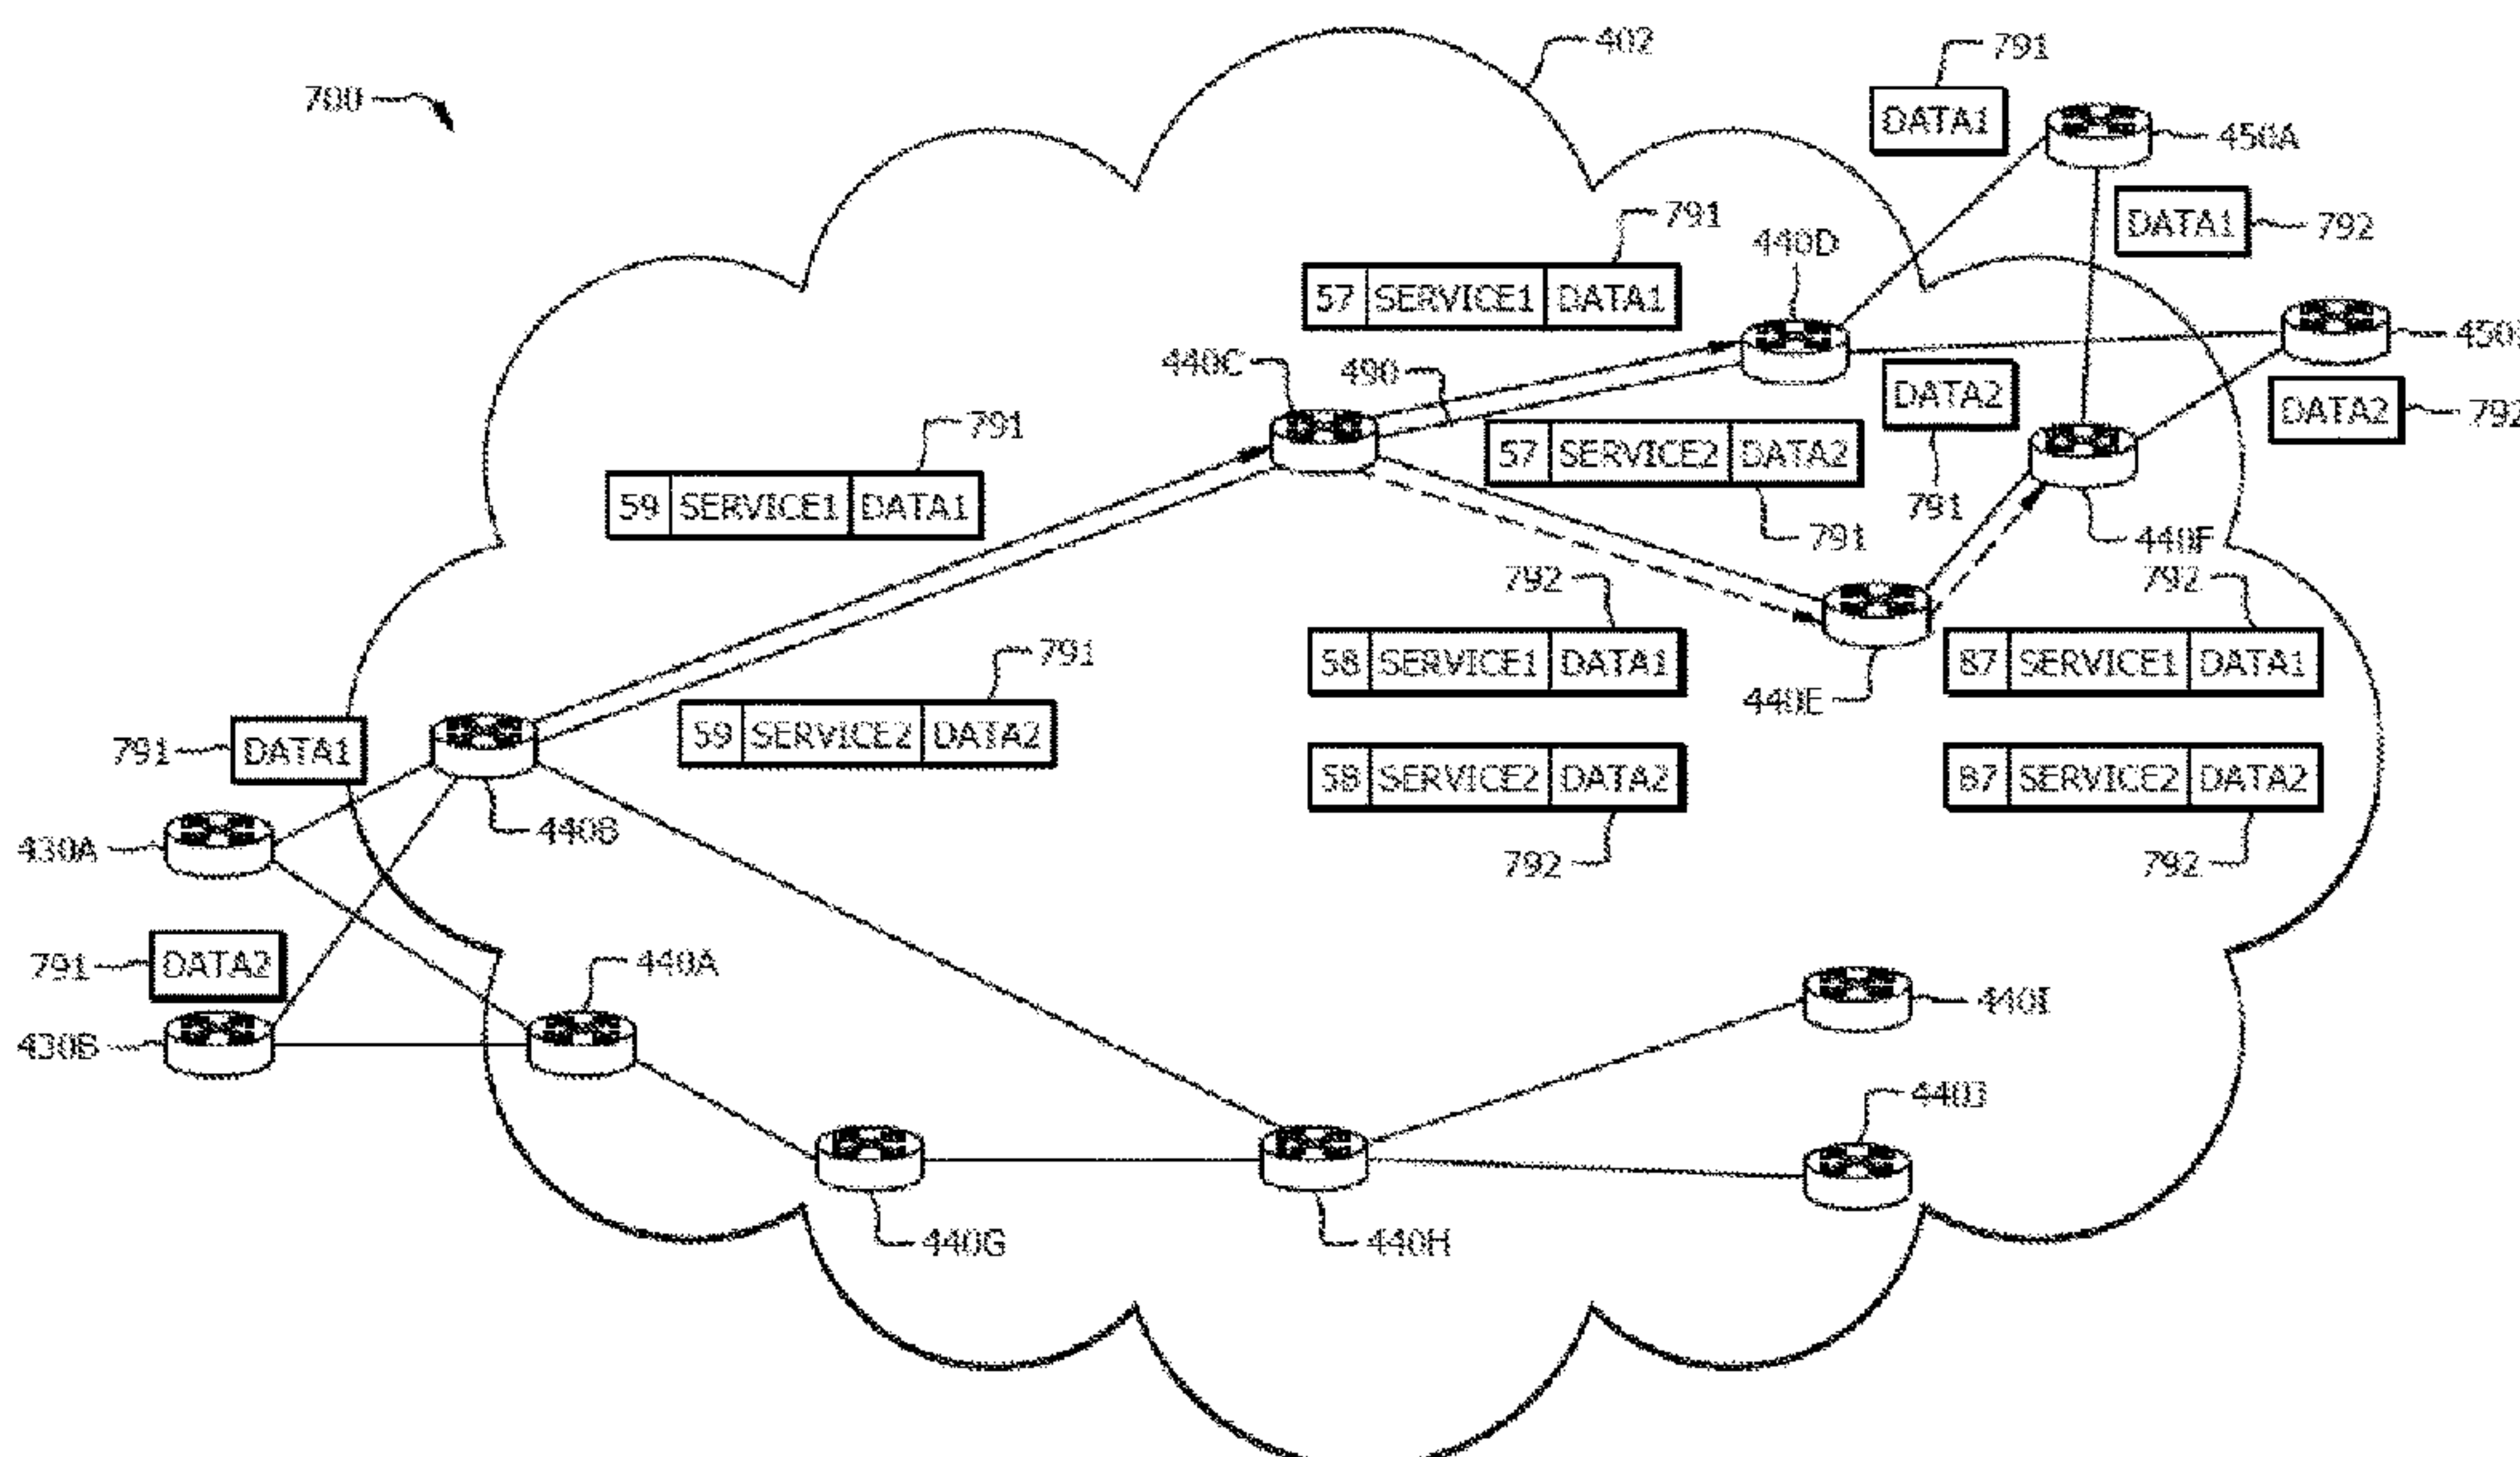 402
791
700
DATA1
450A
DATA1
792
791
440D
57 SERVICE1 DATA1
440C
490
DATA2
DATA2
791
57 SERVICE2 DATA2
791
59 SERVICE1 DATA1
791
791
440F
792
792
58 SERVICE1 DATA1
87 SERVICE1 DATA1
791
440E
59 SERVICE2 DATA2
791
DATA1
58 SERVICE2 DATA2
87 SERVICE2 DATA2
440B
430A
792
792
791
DATA2
440A
440I
430B
440G
440H